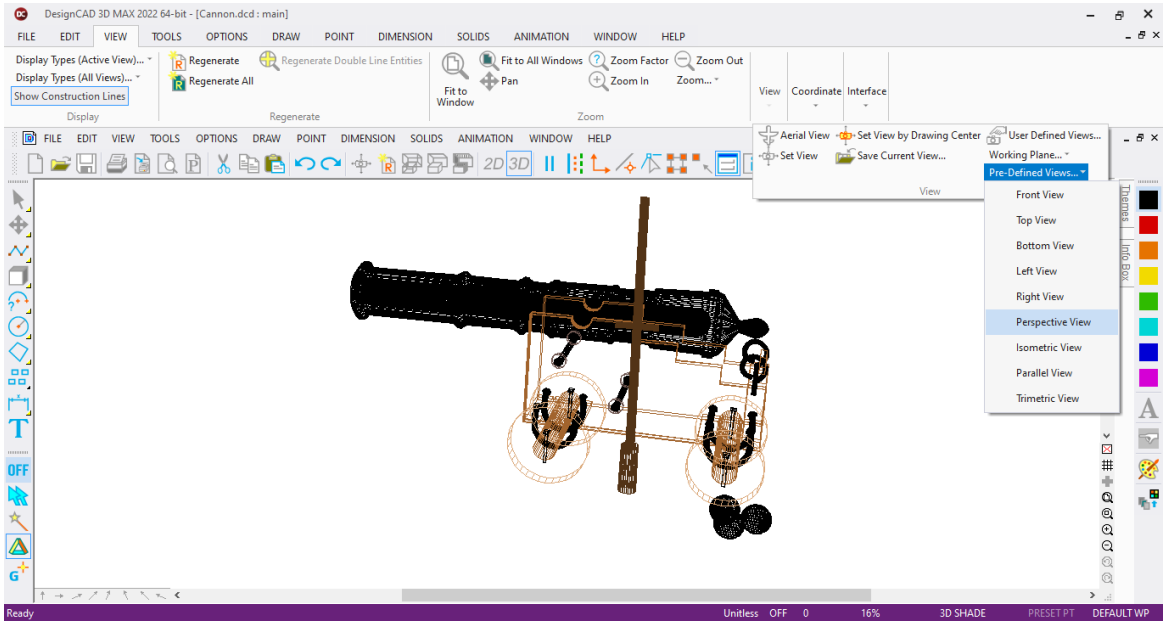 DesignCAD 3D MAX 2022 64-bit - [Cannon.dcd : main]
FILE EDIT VIEW TOOLS OPTIONS DRAW POINT DIMENSION SOLIDS ANIMATION WINDOW HELP
Display Types (Active View)...
Display Types (All Views)...
Show Construction Lines
Display
Regenerate
Regenerate All
Regenerate Double Line Entities
Regenerate
Fit to
Window
Fit to All Windows
Pan
Zoom Factor
Zoom In
Zoom Out
Zoom...
Zoom
View Coordinate Interface
FILE EDIT VIEW TOOLS OPTIONS DRAW POINT DIMENSION SOLIDS ANIMATION WINDOW HELP
2D 3D
Aerial View
Set View by Drawing Center
User Defined Views...
Set View
Save Current View...
Working Plane...
Pre-Defined Views...
View
Front View
Top View
Bottom View
Left View
Right View
Perspective View
Isometric View
Parallel View
Trimetric View
Themes
Info Box
T
OFF
G
A
Ready
Unitless OFF 0 16% 3D SHADE PRESET PT DEFAULT WP